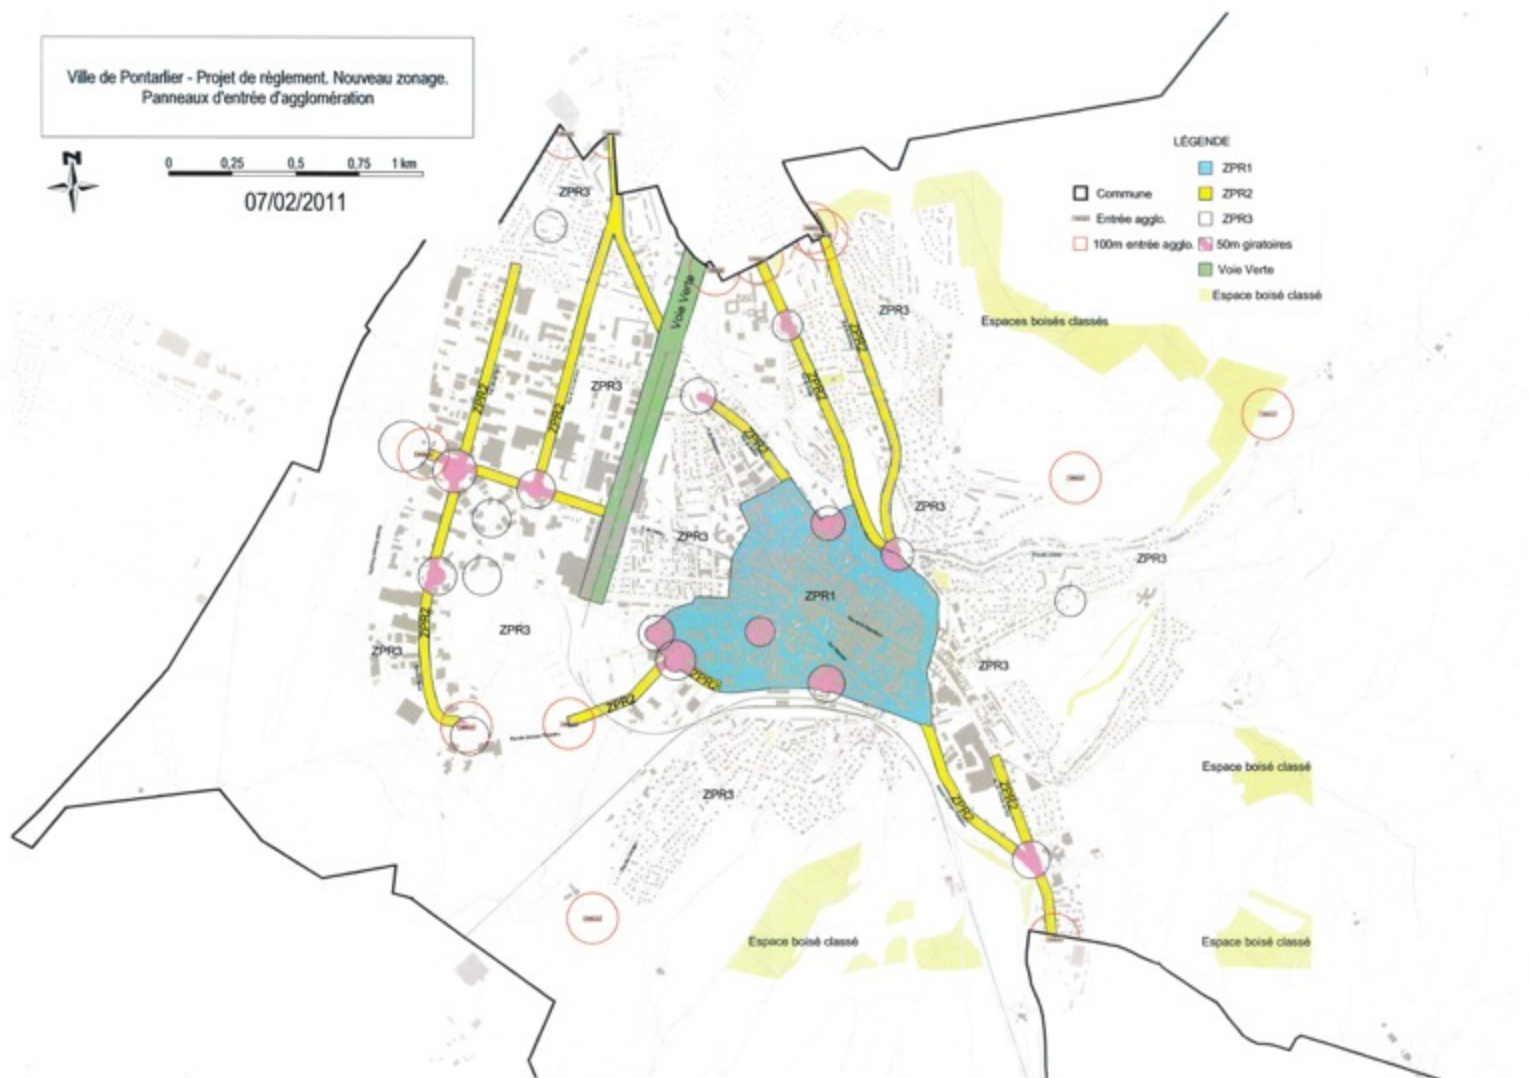 Ville de Pontarlier - Projet de règlement. Nouveau zonage.
Panneaux d'entrée d'agglomération
N
0 0,25 0,5 0,75 1 km
07/02/2011
LÉGENDE
ZPR1
Commune
ZPR2
Entrée agglo.
ZPR3
100m entrée agglo.
50m giratoires
Voie Verte
Espace boisé classé
ZPR3
Voie Verte
ZPR3
Espaces boisés classés
ZPR2
ZPR2
ZPR2
ZPR3
ZPR2
ZPR2
ZPR2
ZPR3
ZPR3
ZPR3
ZPR1
ZPR2
ZPR3
ZPR3
ZPR3
ZPR2
ZPR2
Espace boisé classé
ZPR3
ZPR2
ZPR2
Espace boisé classé
Espace boisé classé